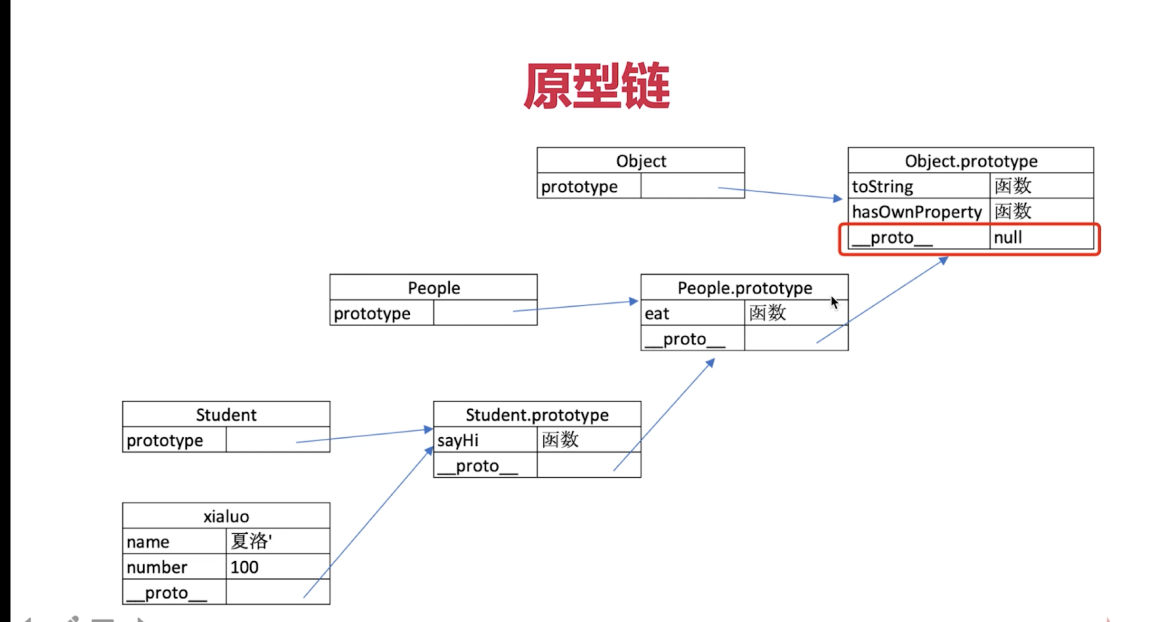 原型链
Object
prototype
Object.prototype
toString 函数
hasOwnProperty 函数
__proto__ null
People
prototype
People.prototype
eat 函数
__proto__
Student
prototype
Student.prototype
sayHi 函数
__proto__
xialuo
name 夏洛'
number 100
__proto__